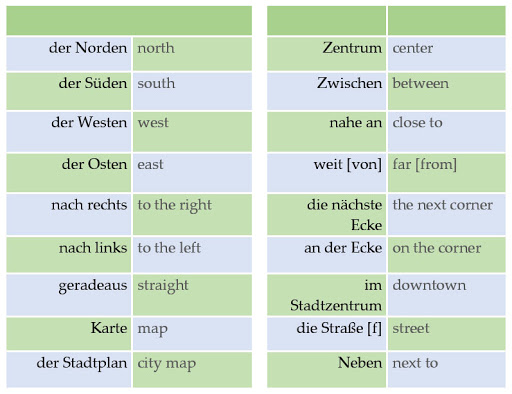 der Norden north
der Süden south
der Westen west
der Osten east
nach rechts to the right
nach links to the left
geradeaus straight
Karte map
der Stadtplan city map
Zentrum center
Zwischen between
nahe an close to
weit [von] far [from]
die nächste the next corner
Ecke
an der Ecke on the corner
im downtown
Stadtzentrum
die Straße [f] street
Neben next to